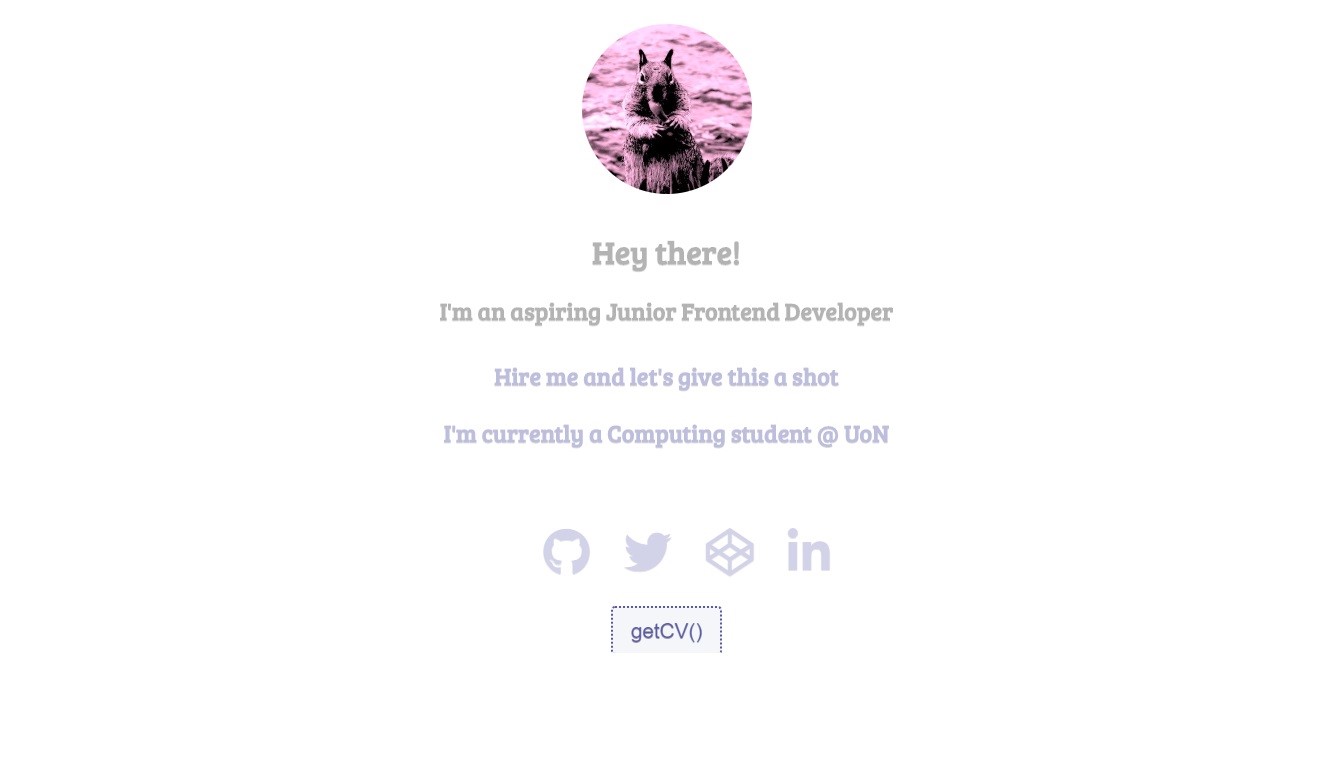 Hey there!
I'm an aspiring Junior Frontend Developer
Hire me and let's give this a shot
I'm currently a Computing student @ UoN
in
getCV()